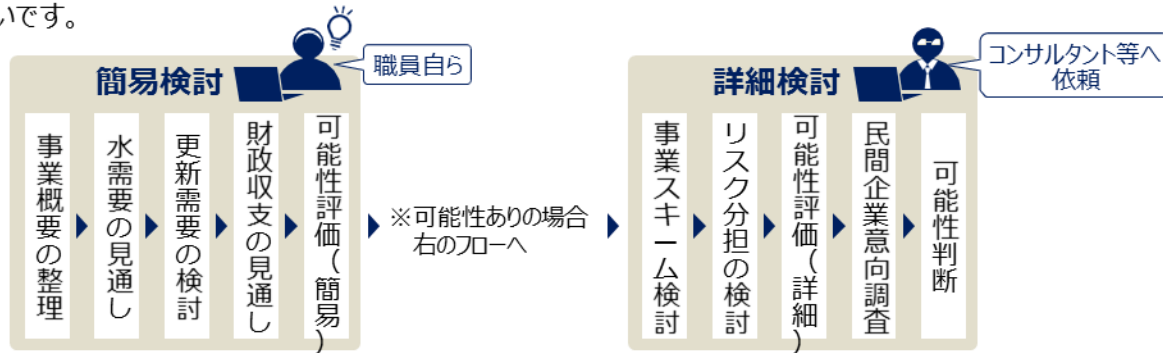 いです。
簡易検討
職員自ら
事業概要の整理
水需要の見通し
更新需要の検討
財政収支の見通し
可能性評価（簡易）
※可能性ありの場合
右のフローへ
詳細検討
コンサルタント等へ
依頼
事業スキーム検討
リスク分担の検討
可能性評価（詳細）
民間企業意向調査
可能性判断